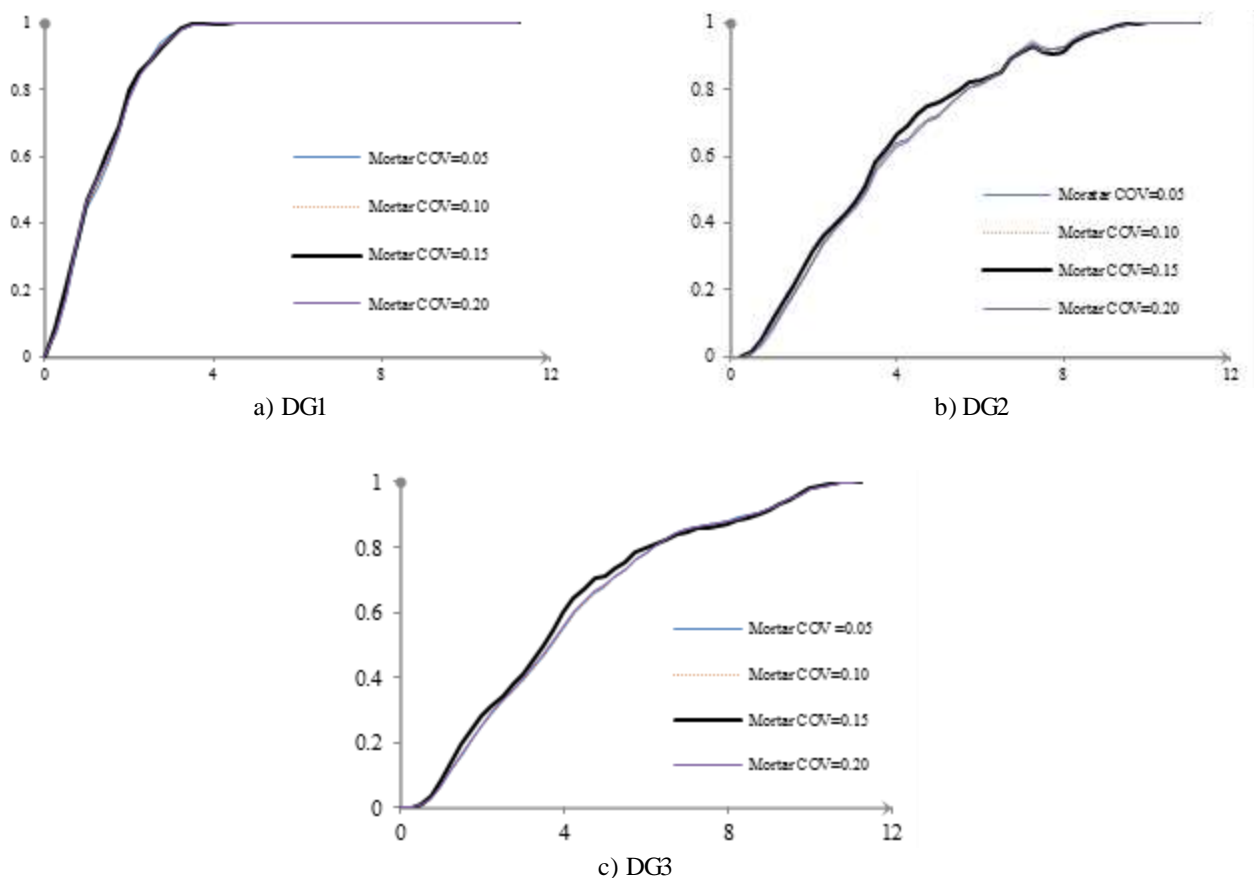 1
0.8
0.6
0.4
0.2
0
0
4
8
12
Mortar COV=0.05
Mortar COV=0.10
Mortar COV=0.15
Mortar COV=0.20
a) DG1
1
0.8
0.6
0.4
0.2
0
0
4
8
12
Moratar COV=0.05
Mortar COV=0.10
Mortar COV=0.15
Mortar COV=0.20
b) DG2
1
0.8
0.6
0.4
0.2
0
0
4
8
12
Mortar COV =0.05
Mortar COV=0.10
Mortar COV=0.15
Mortar COV=0.20
c) DG3